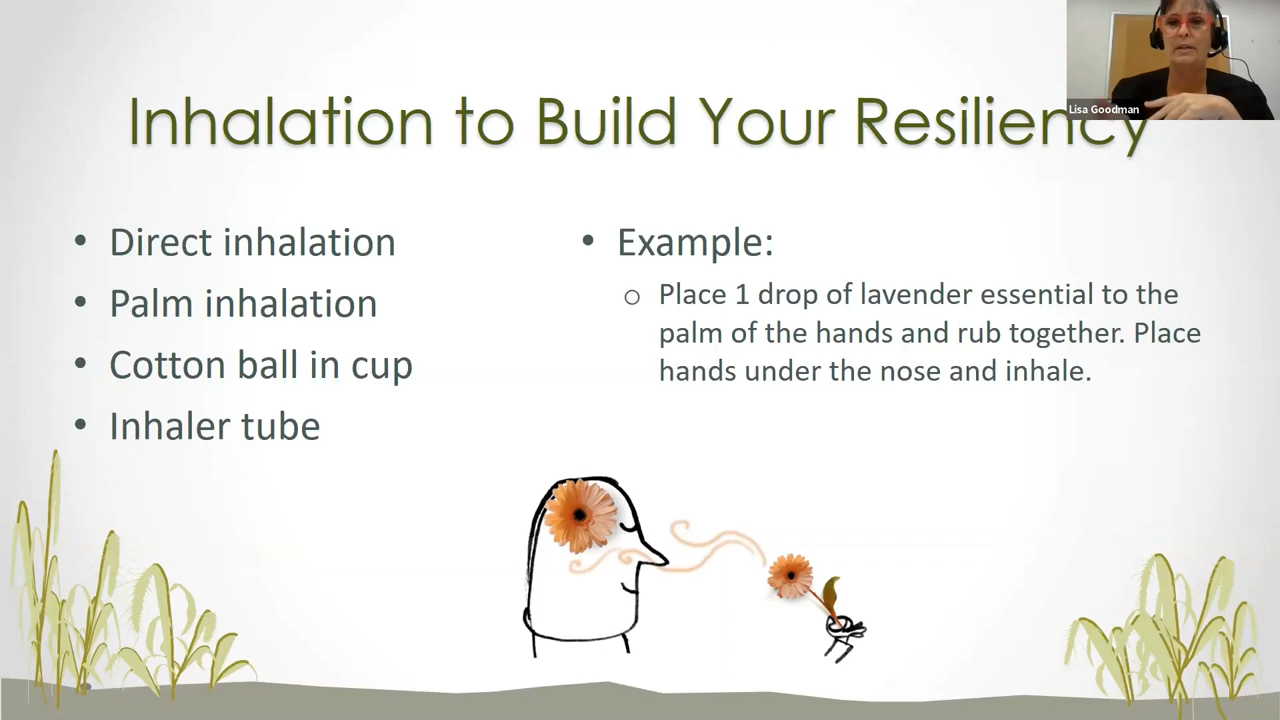 Lisa Goodman
Inhalation to Build Your Resiliency
• Direct inhalation
• Palm inhalation
• Cotton ball in cup
• Inhaler tube
• Example:
o Place 1 drop of lavender essential to the
palm of the hands and rub together. Place
hands under the nose and inhale.